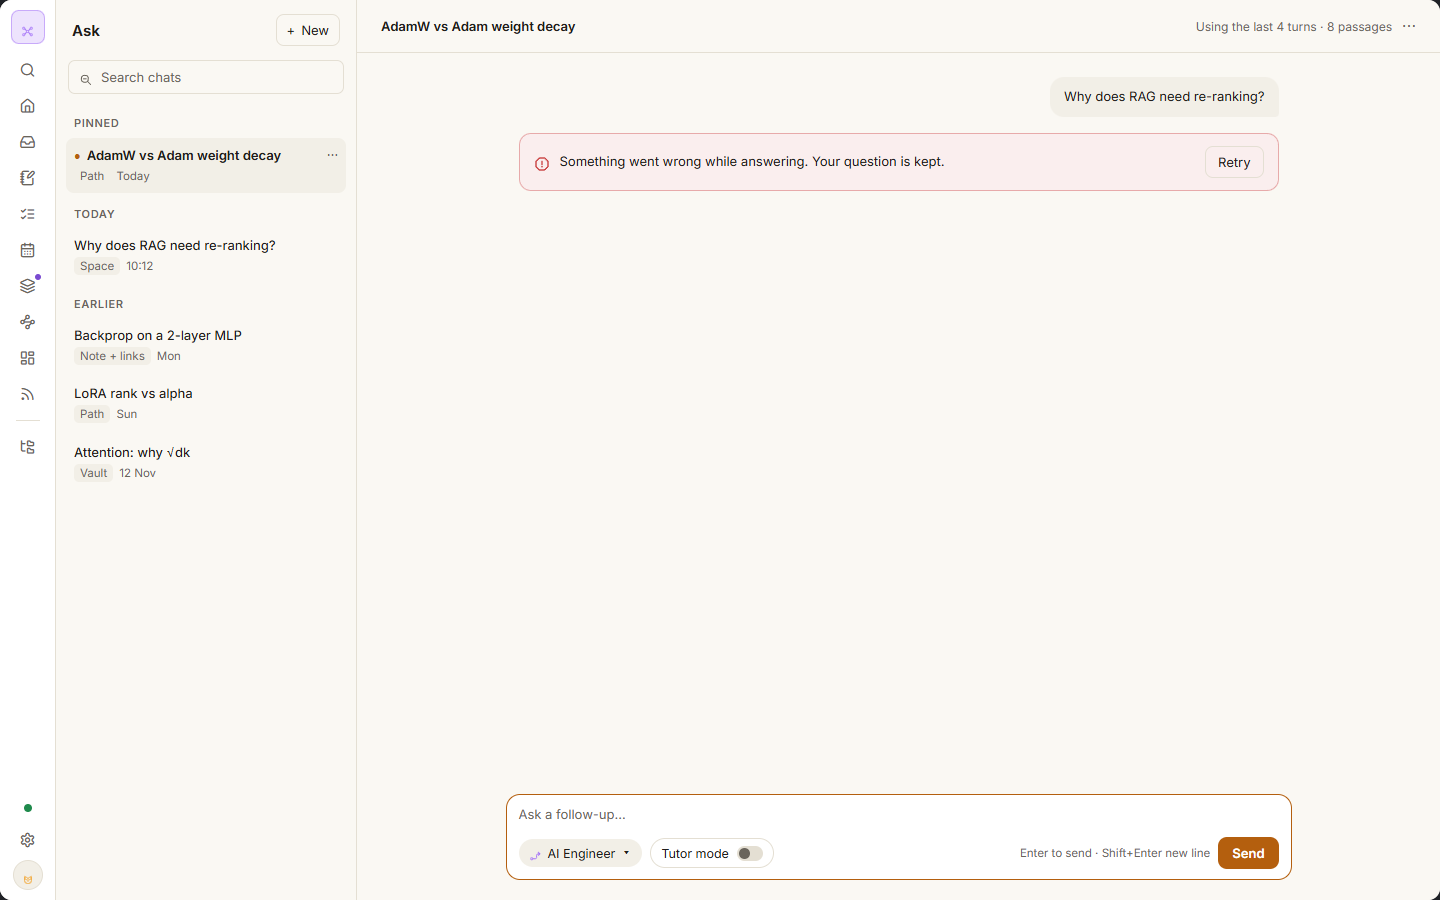 Ask
+ New
Search chats
PINNED
AdamW vs Adam weight decay
Path Today
TODAY
Why does RAG need re-ranking?
Space 10:12
EARLIER
Backprop on a 2-layer MLP
Note + links Mon
LoRA rank vs alpha
Path Sun
Attention: why √dk
Vault 12 Nov
AdamW vs Adam weight decay
Using the last 4 turns · 8 passages
Why does RAG need re-ranking?
Something went wrong while answering. Your question is kept.
Retry
Ask a follow-up...
AI Engineer
Tutor mode
Enter to send · Shift+Enter new line
Send